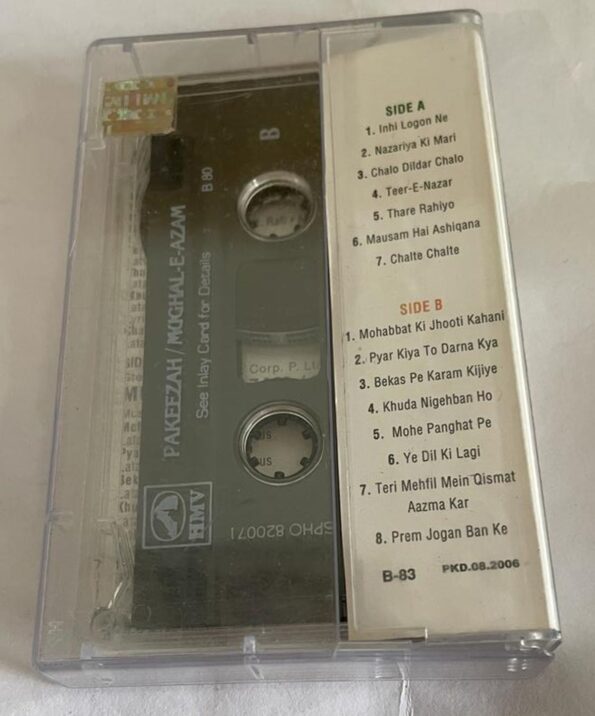 B
B 80
PAKEEZAH / MUGHAL-E-AZAM
See Inlay Card for Details
Corp. P. Lt
HMV
SPHO 820071
SIDE A
1. Inhi Logon Ne
2. Nazariya Ki Mari
3. Chalo Dildar Chalo
4. Teer-E-Nazar
5. Thare Rahiyo
6. Mausam Hai Ashiqana
7. Chalte Chalte
SIDE B
1. Mohabbat Ki Jhooti Kahani
2. Pyar Kiya To Darna Kya
3. Bekas Pe Karam Kijiye
4. Khuda Nigehban Ho
5. Mohe Panghat Pe
6. Ye Dil Ki Lagi
7. Teri Mehfil Mein Qismat
Aazma Kar
8. Prem Jogan Ban Ke
B-83 PKD.08.2006